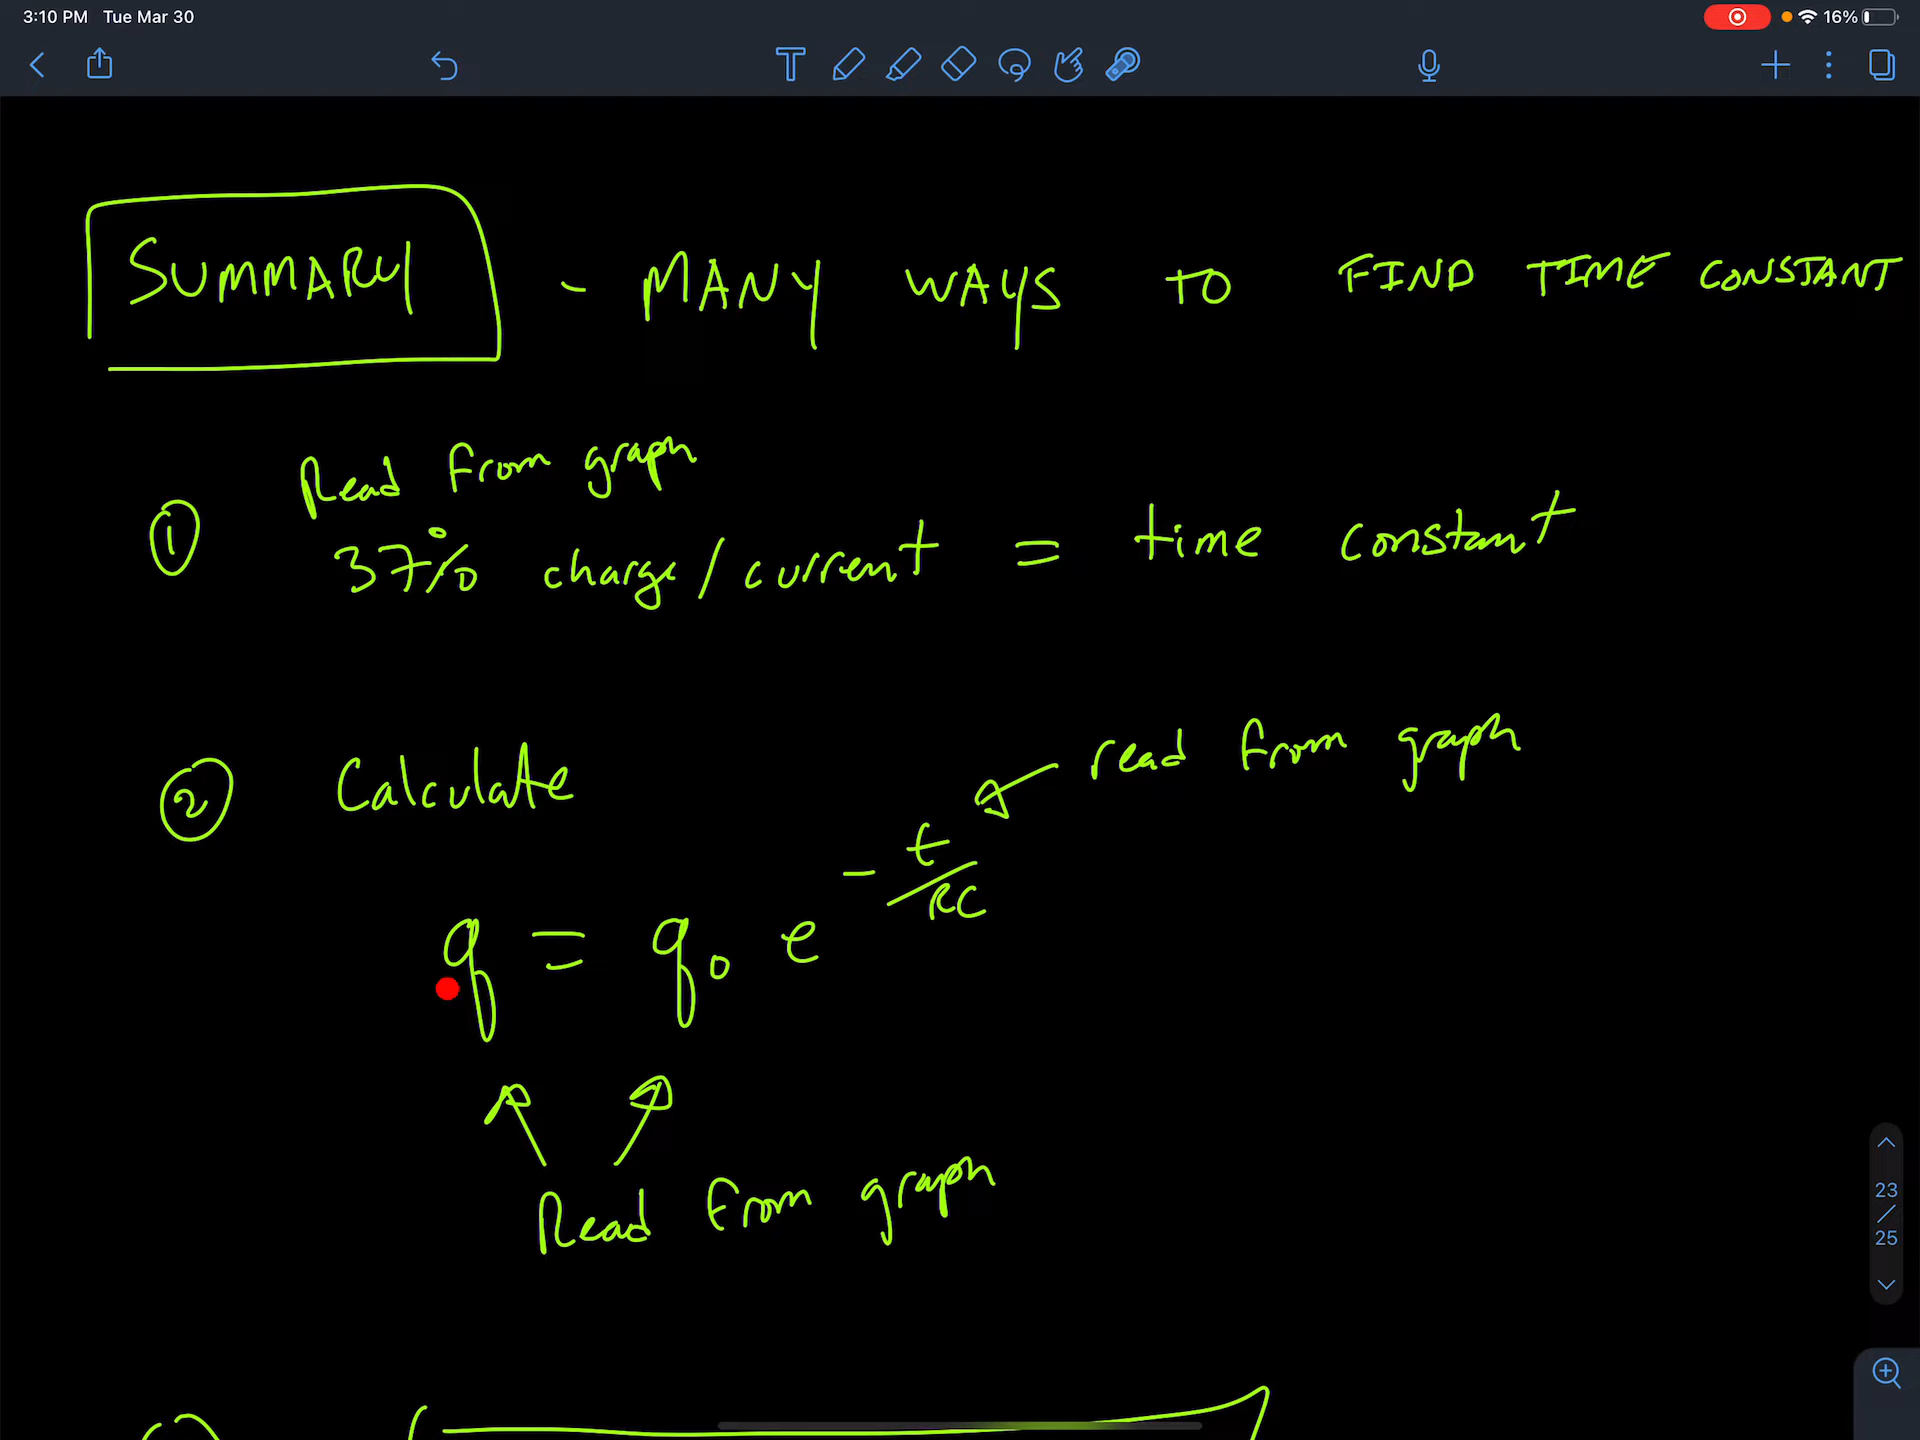 3:10 PM Tue Mar 30
16%
SUMMARY - MANY WAYS TO FIND TIME CONSTANT
Read from graph
① 37% charge/current = time constant
② Calculate
read from graph
q = q₀ e^(-t/RC)
Read from graph
23
/
25